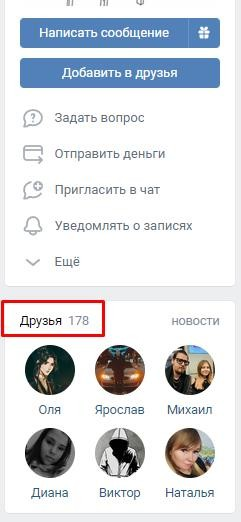 Написать сообщение
Добавить в друзья
Задать вопрос
Отправить деньги
Пригласить в чат
Уведомлять о записях
Ещё
Друзья 178 новости
Оля Ярослав Михаил
Диана Виктор Наталья